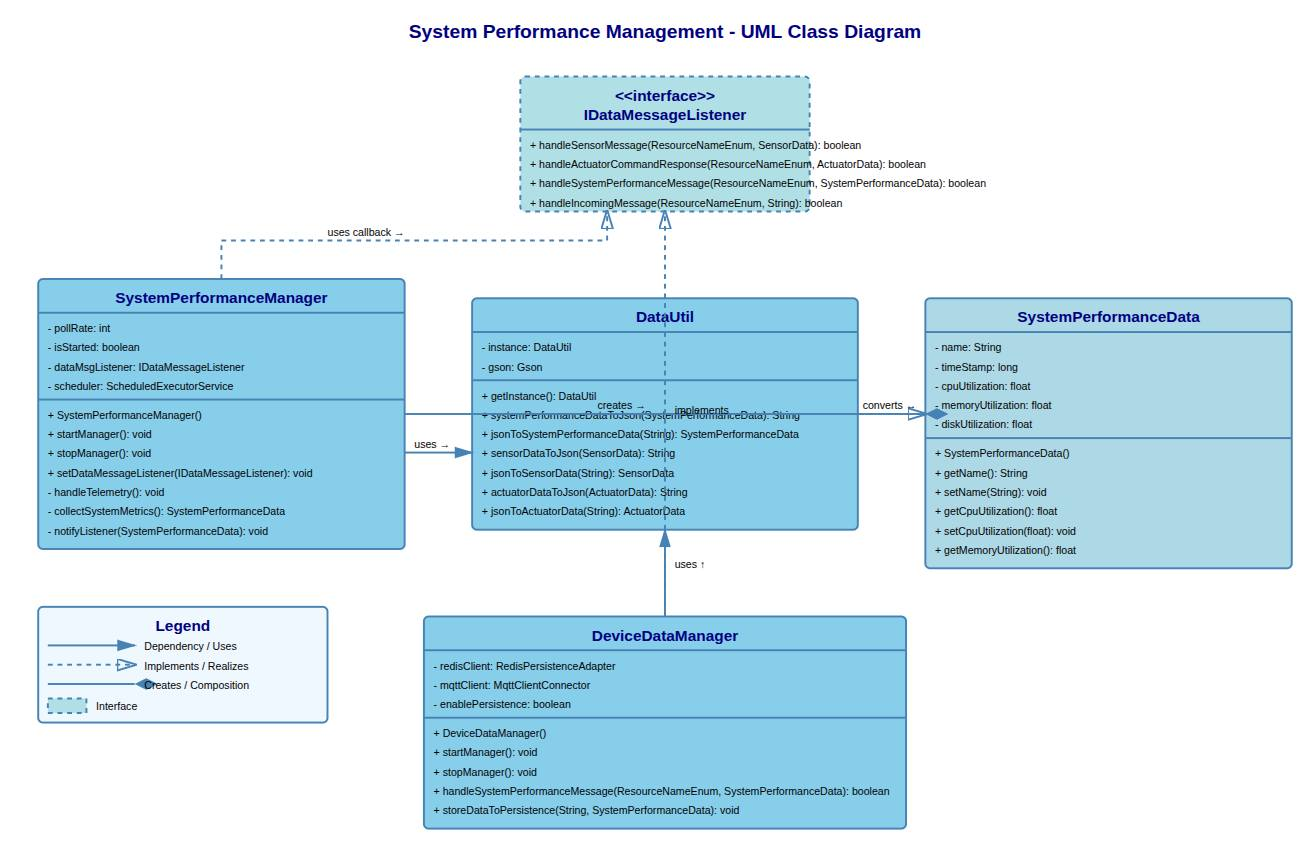 System Performance Management - UML Class Diagram
<<interface>>
IDataMessageListener
+ handleSensorMessage(ResourceNameEnum, SensorData): boolean
+ handleActuatorCommandResponse(ResourceNameEnum, ActuatorData): boolean
+ handleSystemPerformanceMessage(ResourceNameEnum, SystemPerformanceData): boolean
+ handleIncomingMessage(ResourceNameEnum, String): boolean
uses callback →
SystemPerformanceManager
- pollRate: int
- isStarted: boolean
- dataMsgListener: IDataMessageListener
- scheduler: ScheduledExecutorService
+ SystemPerformanceManager()
+ startManager(): void
+ stopManager(): void
+ setDataMessageListener(IDataMessageListener): void
- handleTelemetry(): void
- collectSystemMetrics(): SystemPerformanceData
- notifyListener(SystemPerformanceData): void
uses →
DataUtil
- instance: DataUtil
- gson: Gson
+ getInstance(): DataUtil
creates →
implements
+ systemPerformanceDataToJson(SystemPerformanceData): String
+ jsonToSystemPerformanceData(String): SystemPerformanceData
+ sensorDataToJson(SensorData): String
+ jsonToSensorData(String): SensorData
+ actuatorDataToJson(ActuatorData): String
+ jsonToActuatorData(String): ActuatorData
converts →
SystemPerformanceData
- name: String
- timeStamp: long
- cpuUtilization: float
- memoryUtilization: float
- diskUtilization: float
+ SystemPerformanceData()
+ getName(): String
+ setName(String): void
+ getCpuUtilization(): float
+ setCpuUtilization(float): void
+ getMemoryUtilization(): float
uses ↑
DeviceDataManager
- redisClient: RedisPersistenceAdapter
- mqttClient: MqttClientConnector
- enablePersistence: boolean
+ DeviceDataManager()
+ startManager(): void
+ stopManager(): void
+ handleSystemPerformanceMessage(ResourceNameEnum, SystemPerformanceData): boolean
+ storeDataToPersistence(String, SystemPerformanceData): void
Legend
Dependency / Uses
Implements / Realizes
Creates / Composition
Interface